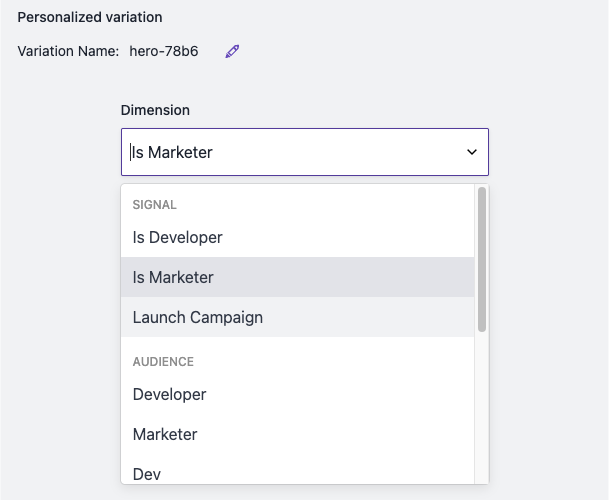 Personalized variation
Variation Name: hero-78b6
Dimension
Is Marketer
SIGNAL
Is Developer
Is Marketer
Launch Campaign
AUDIENCE
Developer
Marketer
Dev